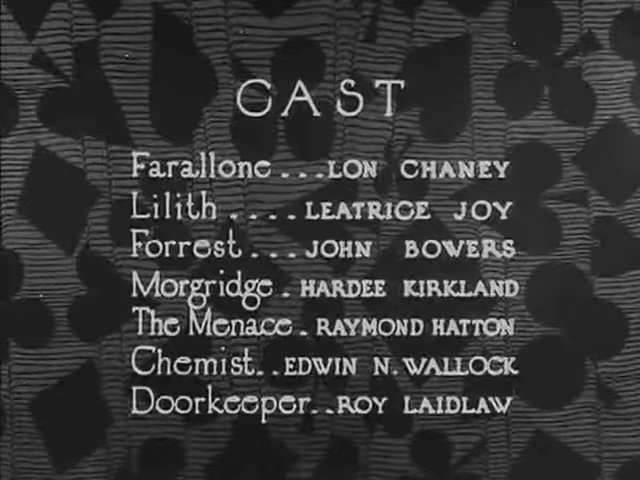 CAST
Farallone...LON CHANEY
Lilith....LEATRICE JOY
Forrest...JOHN BOWERS
Morgridge.HARDEE KIRKLAND
The Menace.RAYMOND HATTON
Chemist..EDWIN N.WALLOCK
Doorkeeper..ROY LAIDLAW